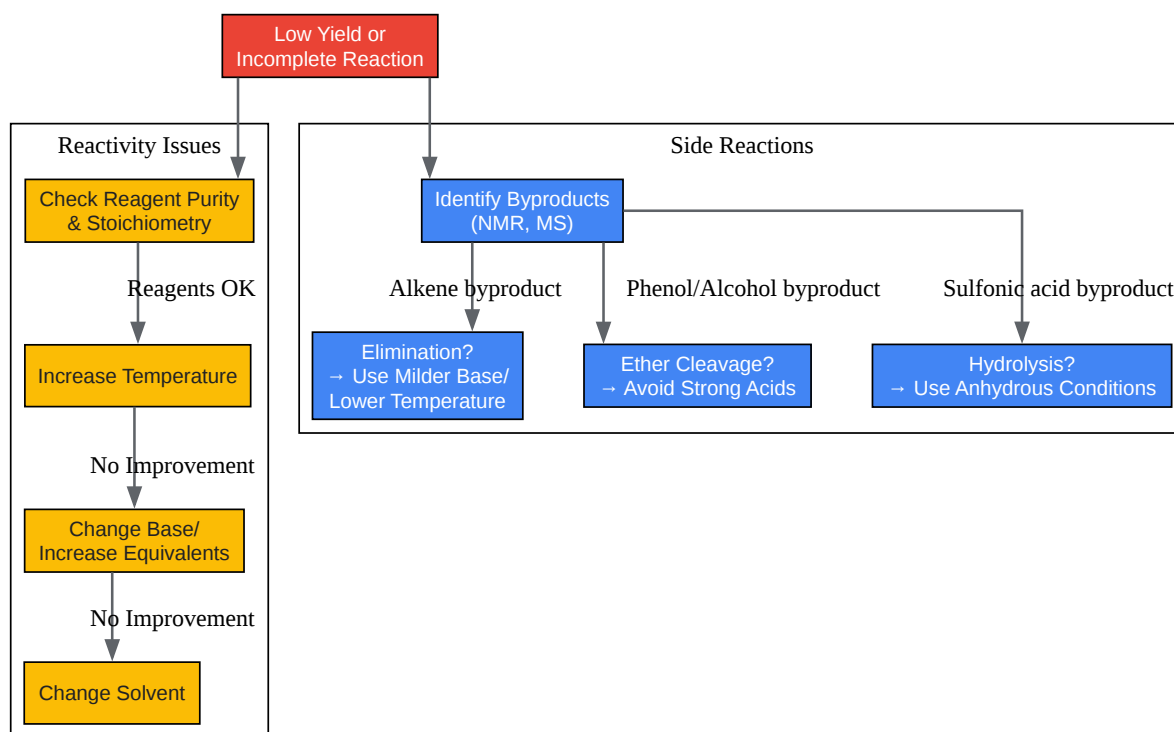 Low Yield or
Incomplete Reaction
Reactivity Issues
Check Reagent Purity
& Stoichiometry
Reagents OK
Increase Temperature
No Improvement
Change Base/
Increase Equivalents
No Improvement
Change Solvent
Side Reactions
Identify Byproducts
(NMR, MS)
Alkene byproduct
Phenol/Alcohol byproduct
Sulfonic acid byproduct
Elimination?
→ Use Milder Base/
Lower Temperature
Ether Cleavage?
→ Avoid Strong Acids
Hydrolysis?
→ Use Anhydrous Conditions